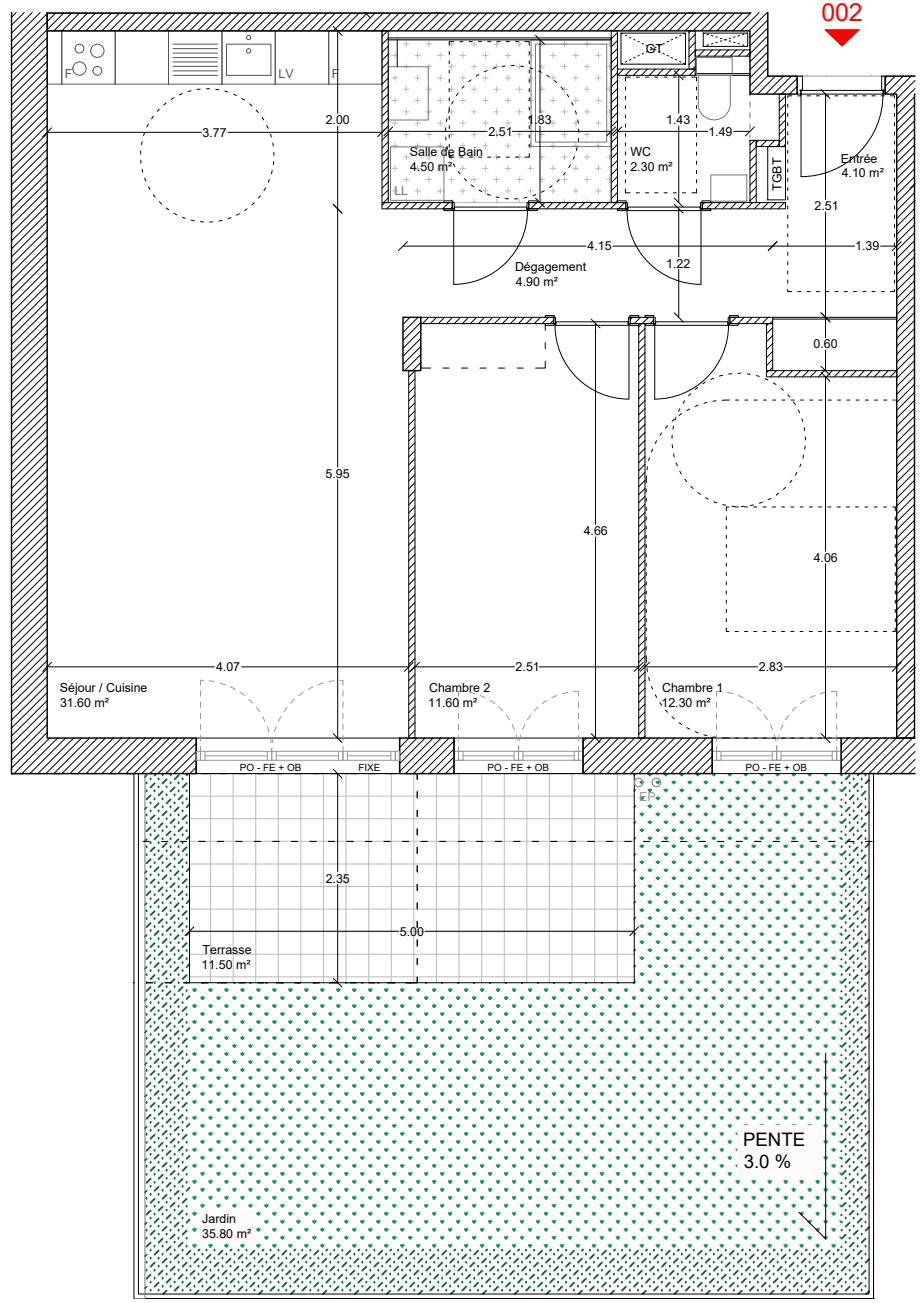 002
F
LV
F
GT
3.77
2.00
2.51
1.83
1.43
1.49
Salle de Bain
4.50 m²
LL
WC
2.30 m²
TGBT
Entrée
4.10 m²
2.51
4.15
1.39
1.22
Dégagement
4.90 m²
0.60
5.95
4.66
4.06
4.07
2.51
2.83
Séjour / Cuisine
31.60 m²
Chambre 2
11.60 m²
Chambre 1
12.30 m²
PO - FE + OB
FIXE
PO - FE + OB
PO - FE + OB
EP
2.35
5.00
Terrasse
11.50 m²
PENTE
3.0 %
Jardin
35.80 m²